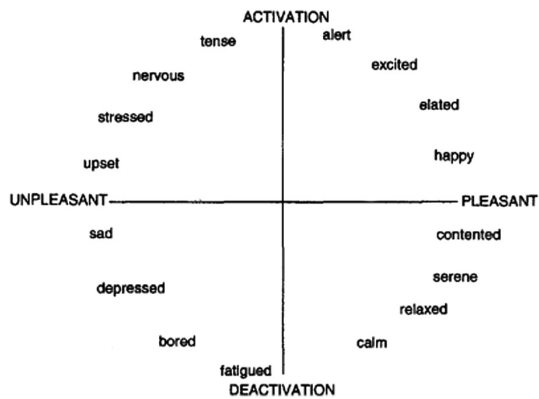 ACTIVATION
tense
alert
nervous
excited
stressed
elated
upset
happy
UNPLEASANT
PLEASANT
sad
contented
depressed
serene
relaxed
bored
calm
fatigued
DEACTIVATION